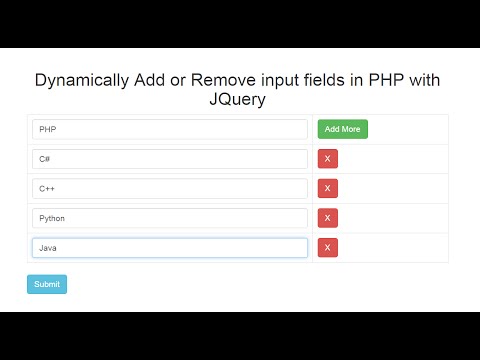 Dynamically Add or Remove input fields in PHP with
JQuery
PHP Add More
C# X
C++ X
Python X
Java X
Submit